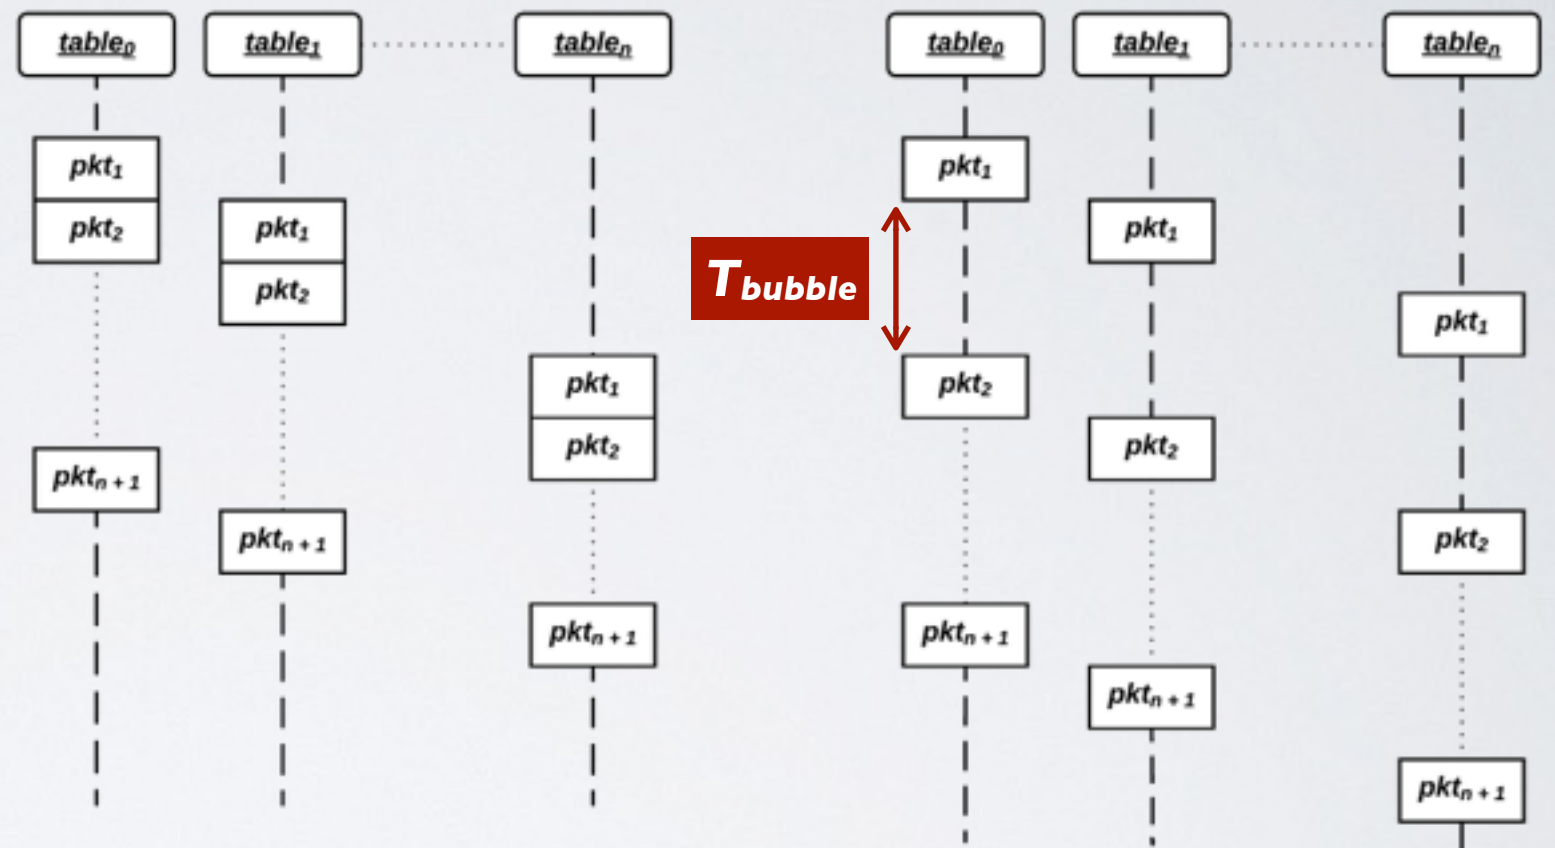 table₀
table₁
tableₙ
pkt₁
pkt₂
pkt₁
pkt₂
pkt₁
pkt₂
pktₙ ₊ ₁
pktₙ ₊ ₁
pktₙ ₊ ₁
table₀
table₁
tableₙ
pkt₁
pkt₁
Tbubble
pkt₁
pkt₂
pkt₂
pkt₂
pktₙ ₊ ₁
pktₙ ₊ ₁
pktₙ ₊ ₁